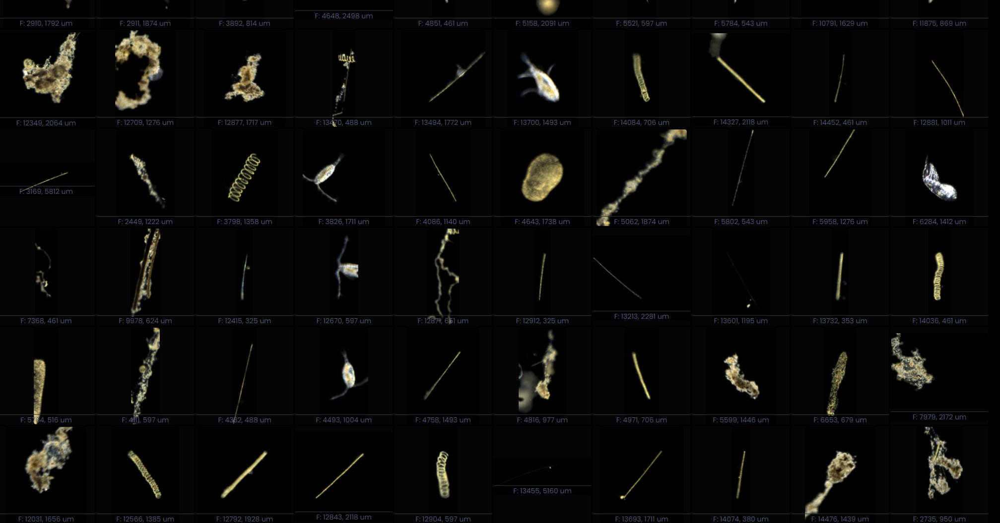 F: 2910, 1792 um
F: 2911, 1874 um
F: 3892, 814 um
F: 4648, 2498 um
F: 4851, 461 um
F: 5158, 2091 um
F: 5521, 597 um
F: 5784, 543 um
F: 10791, 1629 um
F: 11875, 869 um
F: 12349, 2064 um
F: 12709, 1276 um
F: 12877, 1717 um
F: 13470, 488 um
F: 13494, 1772 um
F: 13700, 1493 um
F: 14084, 706 um
F: 14327, 2118 um
F: 14452, 461 um
F: 12881, 1011 um
F: 3169, 5812 um
F: 2449, 1222 um
F: 3798, 1358 um
F: 3826, 1711 um
F: 4086, 1140 um
F: 4643, 1738 um
F: 5062, 1874 um
F: 5802, 543 um
F: 5958, 1276 um
F: 6284, 1412 um
F: 7368, 461 um
F: 9978, 624 um
F: 12415, 325 um
F: 12670, 597 um
F: 12871, 651 um
F: 12912, 325 um
F: 13213, 2281 um
F: 13601, 1195 um
F: 13732, 353 um
F: 14036, 461 um
F: 5764, 516 um
F: 4111, 597 um
F: 4382, 488 um
F: 4493, 1004 um
F: 4758, 1493 um
F: 4816, 977 um
F: 4971, 706 um
F: 5599, 1446 um
F: 6653, 679 um
F: 7979, 2172 um
F: 12031, 1656 um
F: 12566, 1385 um
F: 12792, 1928 um
F: 12843, 2118 um
F: 12904, 597 um
F: 13455, 5160 um
F: 13693, 1711 um
F: 14074, 380 um
F: 14476, 1439 um
F: 2735, 950 um